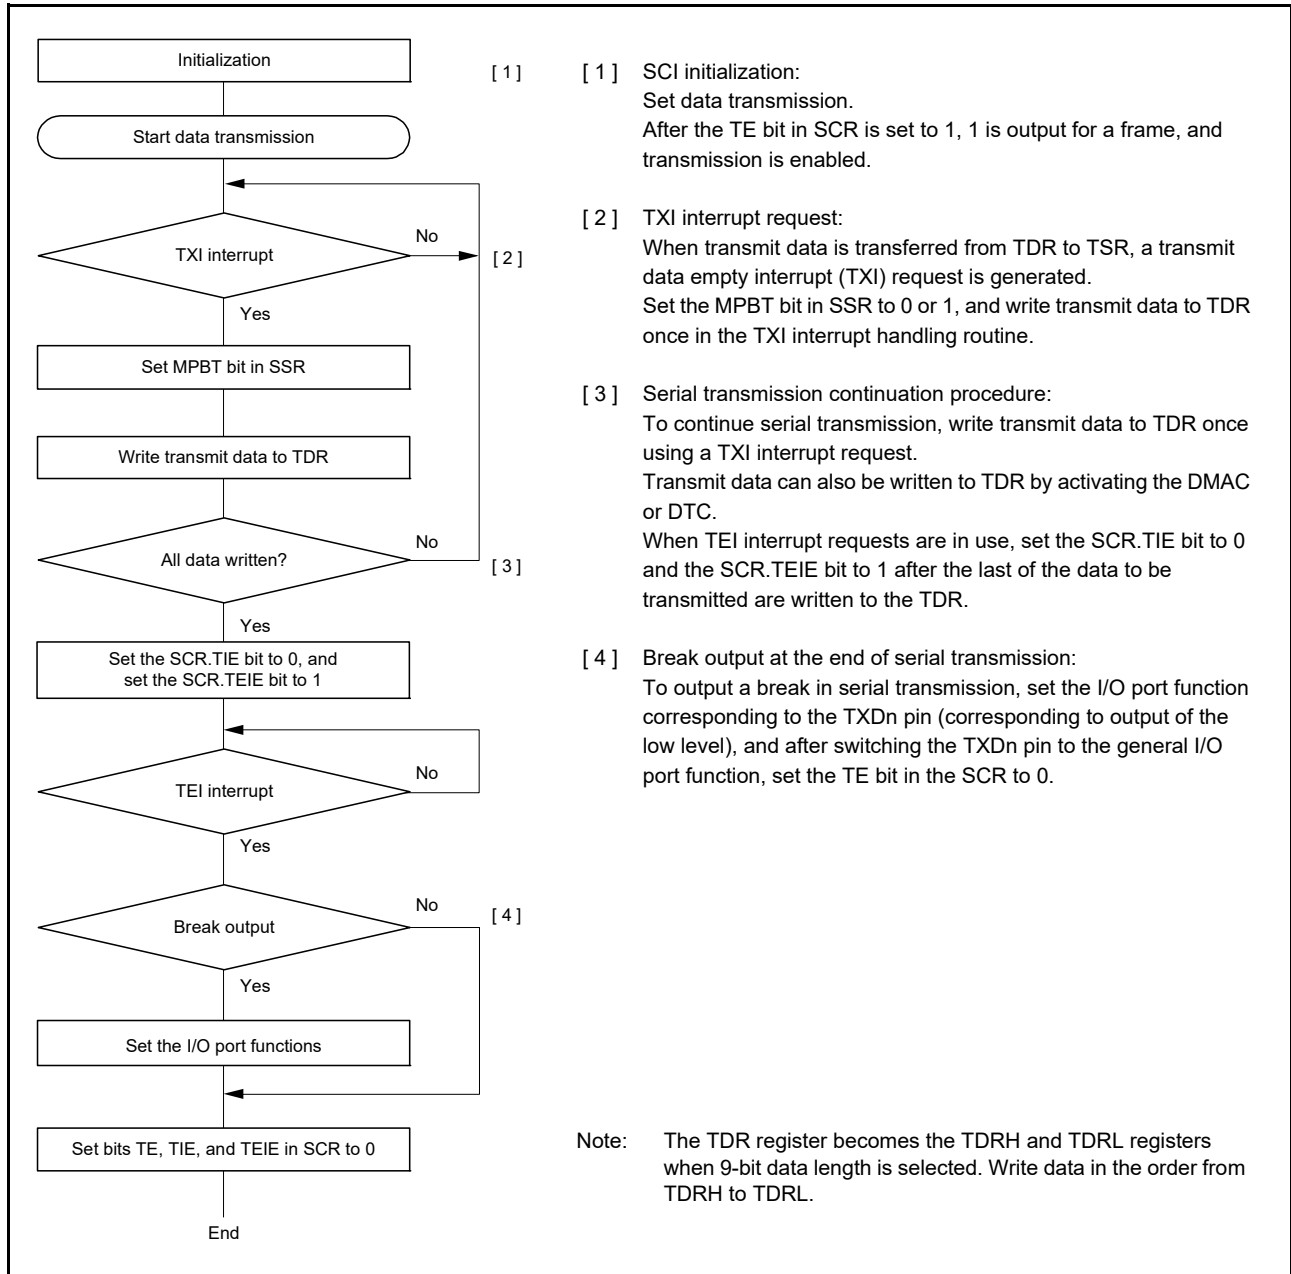 Initialization
[ 1 ]
Start data transmission
TXI interrupt
No
[ 2 ]
Yes
Set MPBT bit in SSR
Write transmit data to TDR
All data written?
No
[ 3 ]
Yes
Set the SCR.TIE bit to 0, and
set the SCR.TEIE bit to 1
TEI interrupt
No
Yes
Break output
No
[ 4 ]
Yes
Set the I/O port functions
Set bits TE, TIE, and TEIE in SCR to 0
End
[ 1 ] SCI initialization:
Set data transmission.
After the TE bit in SCR is set to 1, 1 is output for a frame, and
transmission is enabled.
[ 2 ] TXI interrupt request:
When transmit data is transferred from TDR to TSR, a transmit
data empty interrupt (TXI) request is generated.
Set the MPBT bit in SSR to 0 or 1, and write transmit data to TDR
once in the TXI interrupt handling routine.
[ 3 ] Serial transmission continuation procedure:
To continue serial transmission, write transmit data to TDR once
using a TXI interrupt request.
Transmit data can also be written to TDR by activating the DMAC
or DTC.
When TEI interrupt requests are in use, set the SCR.TIE bit to 0
and the SCR.TEIE bit to 1 after the last of the data to be
transmitted are written to the TDR.
[ 4 ] Break output at the end of serial transmission:
To output a break in serial transmission, set the I/O port function
corresponding to the TXDn pin (corresponding to output of the
low level), and after switching the TXDn pin to the general I/O
port function, set the TE bit in the SCR to 0.
Note: The TDR register becomes the TDRH and TDRL registers
when 9-bit data length is selected. Write data in the order from
TDRH to TDRL.